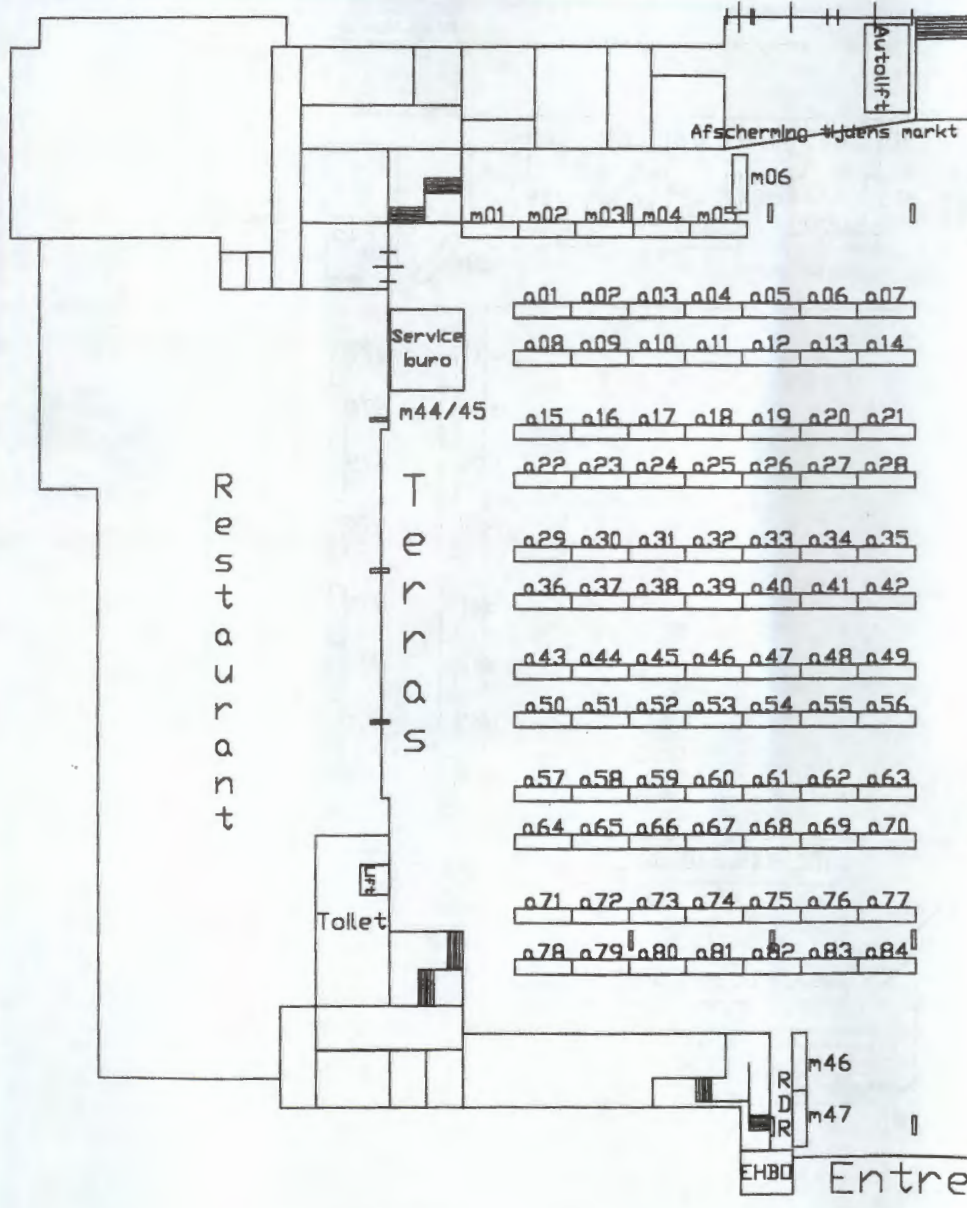 Autolift
Afscherming tijdens markt
m06
m01 m02 m03 m04 m05
a01 a02 a03 a04 a05 a06 a07
Service
buro
a08 a09 a10 a11 a12 a13 a14
m44/45
a15 a16 a17 a18 a19 a20 a21
a22 a23 a24 a25 a26 a27 a28
Restaurant
Terras
a29 a30 a31 a32 a33 a34 a35
a36 a37 a38 a39 a40 a41 a42
a43 a44 a45 a46 a47 a48 a49
a50 a51 a52 a53 a54 a55 a56
a57 a58 a59 a60 a61 a62 a63
a64 a65 a66 a67 a68 a69 a70
Lift
Toilet
a71 a72 a73 a74 a75 a76 a77
a78 a79 a80 a81 a82 a83 a84
RDR
m46
m47
EHBO
Entre